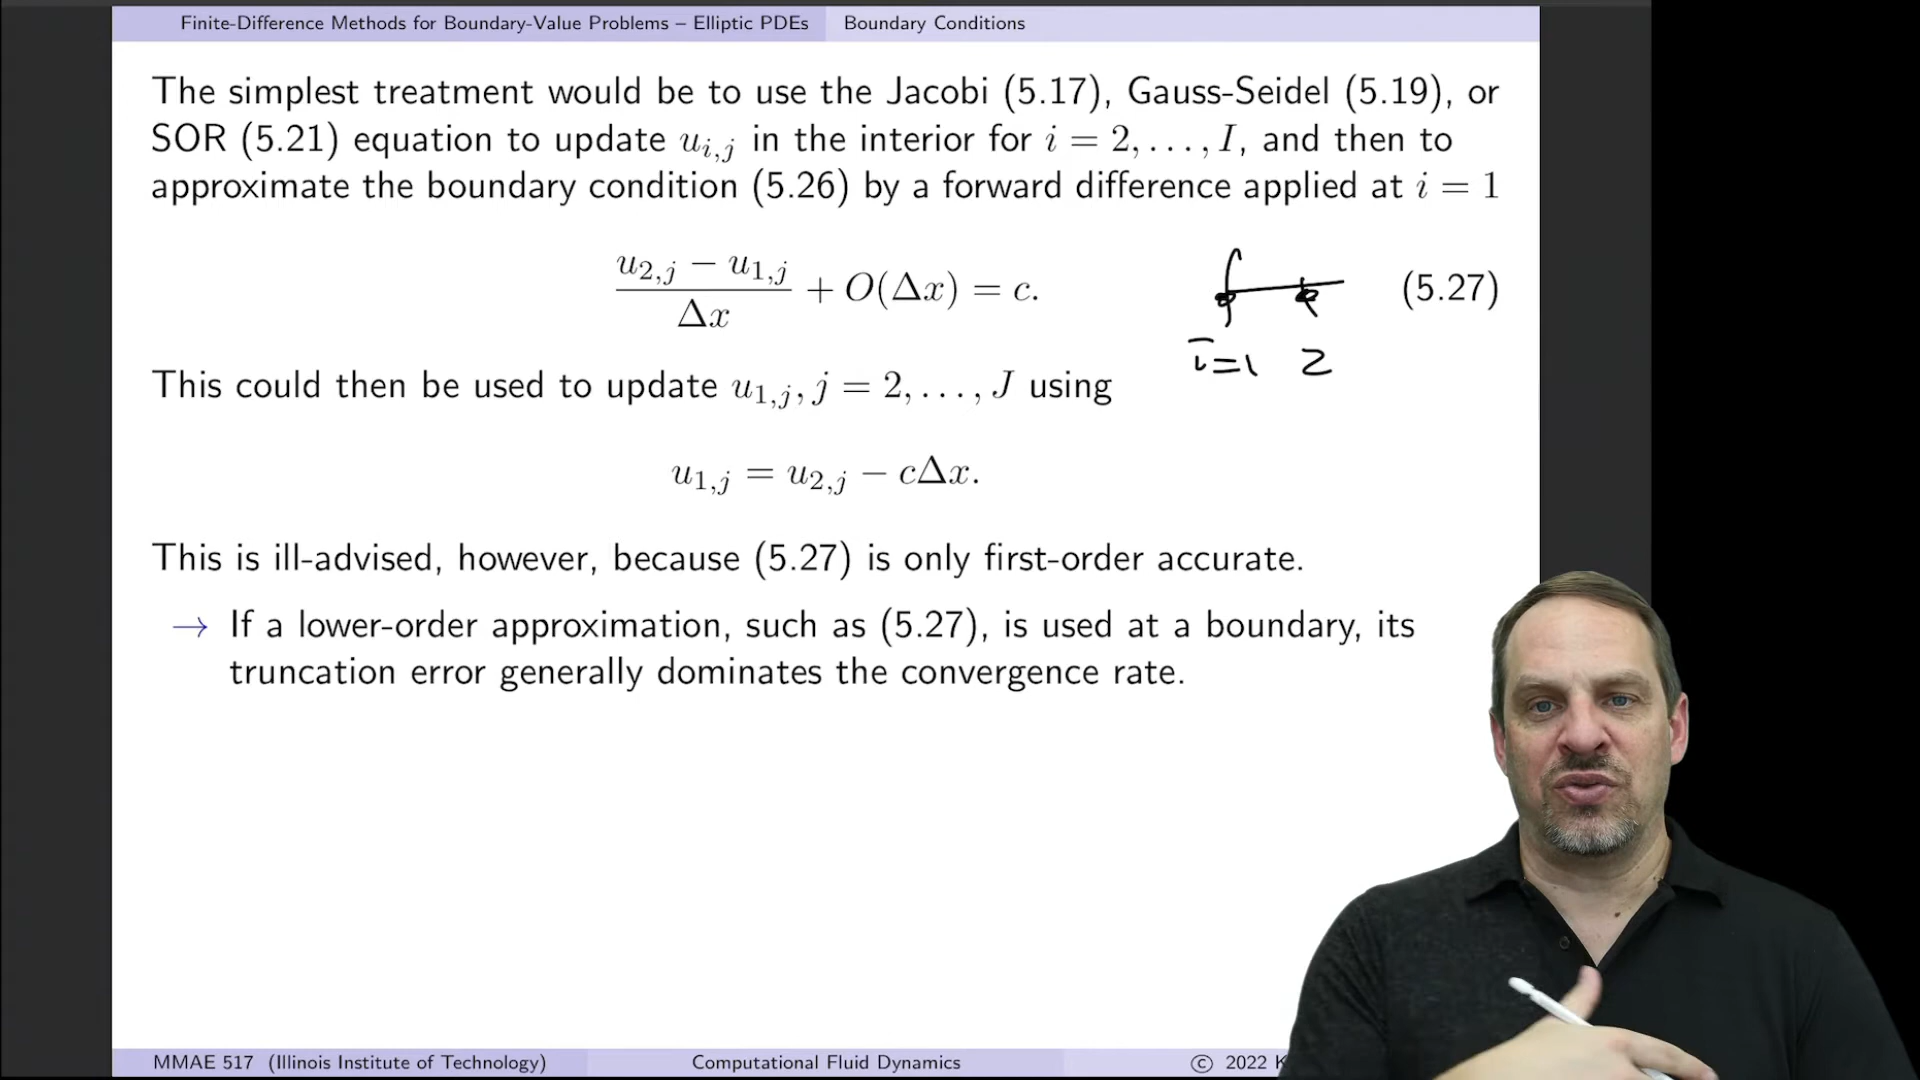 Finite-Difference Methods for Boundary-Value Problems – Elliptic PDEs Boundary Conditions
The simplest treatment would be to use the Jacobi (5.17), Gauss-Seidel (5.19), or
SOR (5.21) equation to update u_{i,j} in the interior for i = 2, . . . , I, and then to
approximate the boundary condition (5.26) by a forward difference applied at i = 1
\frac{u_{2,j} − u_{1,j}}{Δx} + O(Δx) = c. (5.27)
i=1 2
This could then be used to update u_{1,j}, j = 2, . . . , J using
u_{1,j} = u_{2,j} − cΔx.
This is ill-advised, however, because (5.27) is only first-order accurate.
→ If a lower-order approximation, such as (5.27), is used at a boundary, its
truncation error generally dominates the convergence rate.
MMAE 517 (Illinois Institute of Technology) Computational Fluid Dynamics © 2022 K